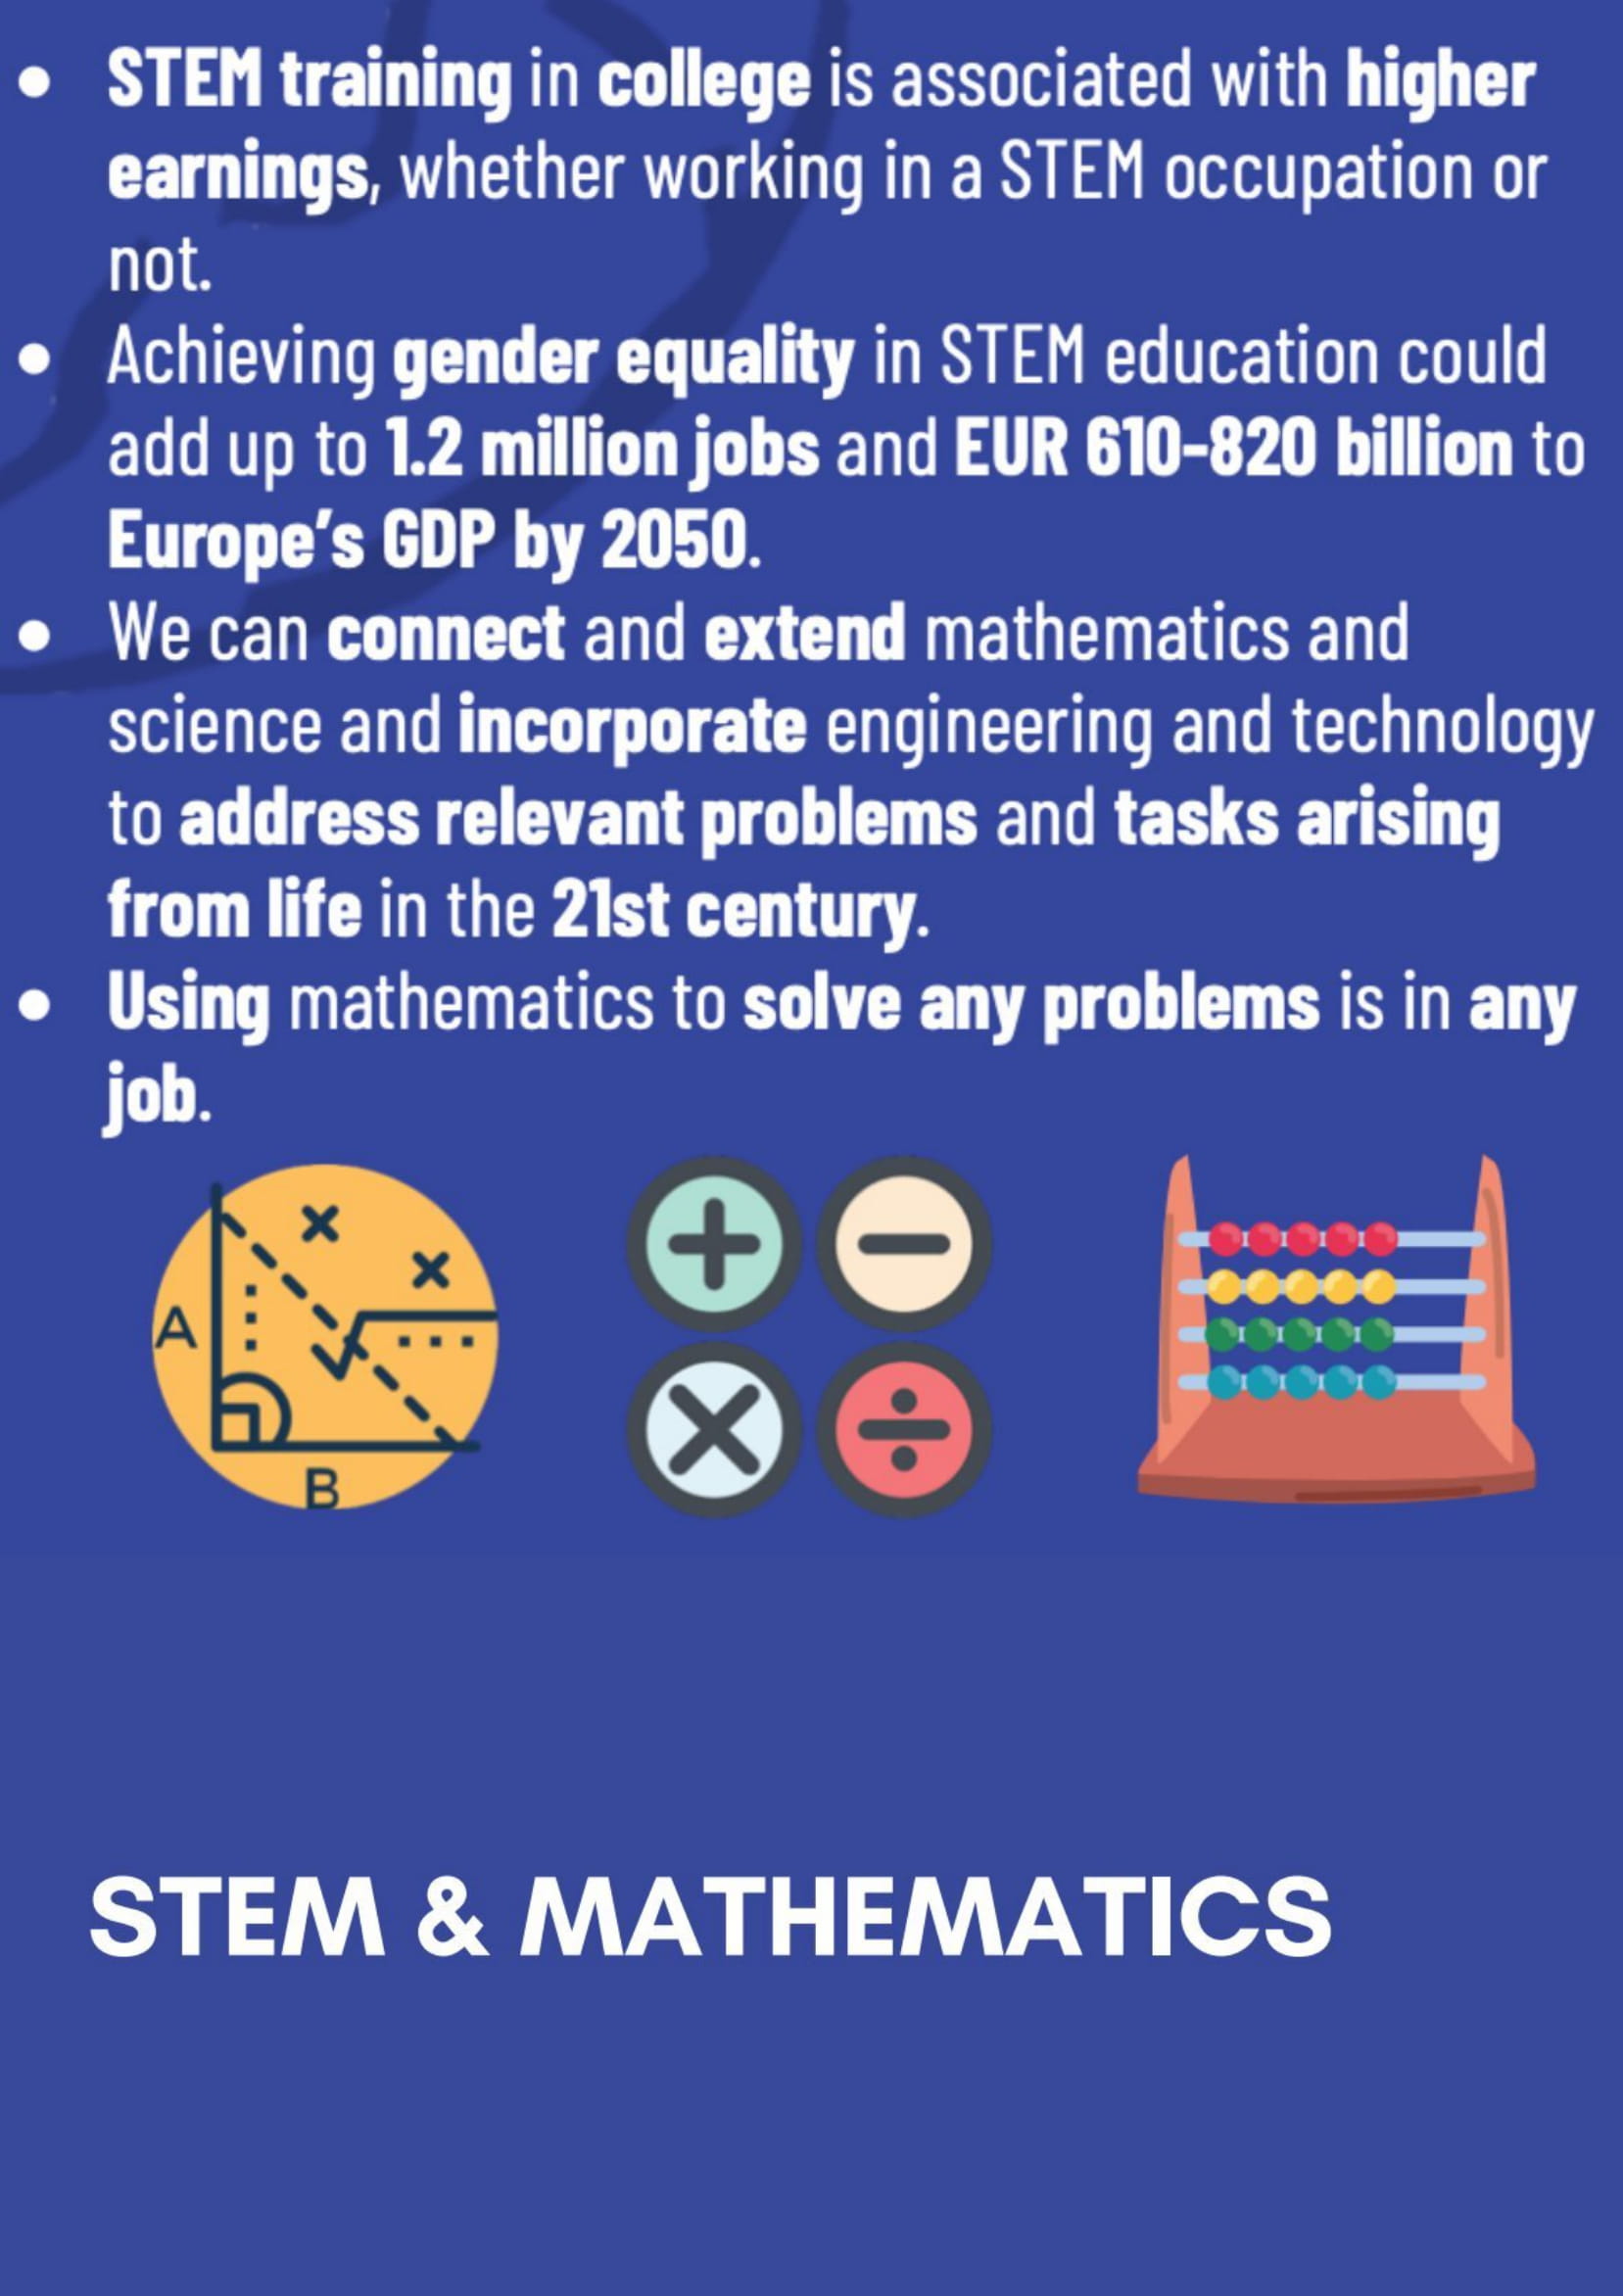 • STEM training in college is associated with higher
earnings, whether working in a STEM occupation or
not.
• Achieving gender equality in STEM education could
add up to 1.2 million jobs and EUR 610-820 billion to
Europe's GDP by 2050.
• We can connect and extend mathematics and
science and incorporate engineering and technology
to address relevant problems and tasks arising
from life in the 21st century.
• Using mathematics to solve any problems is in any
job.
A
B
STEM & MATHEMATICS